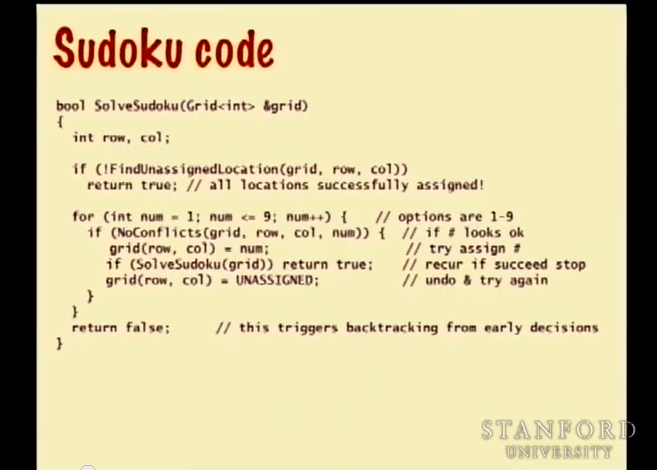 Sudoku code
bool SolveSudoku(Grid<int> &grid)
{
int row, col;
if (!FindUnassignedLocation(grid, row, col))
return true; // all locations successfully assigned!
for (int num = 1; num <= 9; num++) { // options are 1-9
if (NoConflicts(grid, row, col, num)) { // if # looks ok
grid(row, col) = num; // try assign #
if (SolveSudoku(grid)) return true; // recur if succeed stop
grid(row, col) = UNASSIGNED; // undo & try again
}
}
return false; // this triggers backtracking from early decisions
}
STANFORD
UNIVERSITY